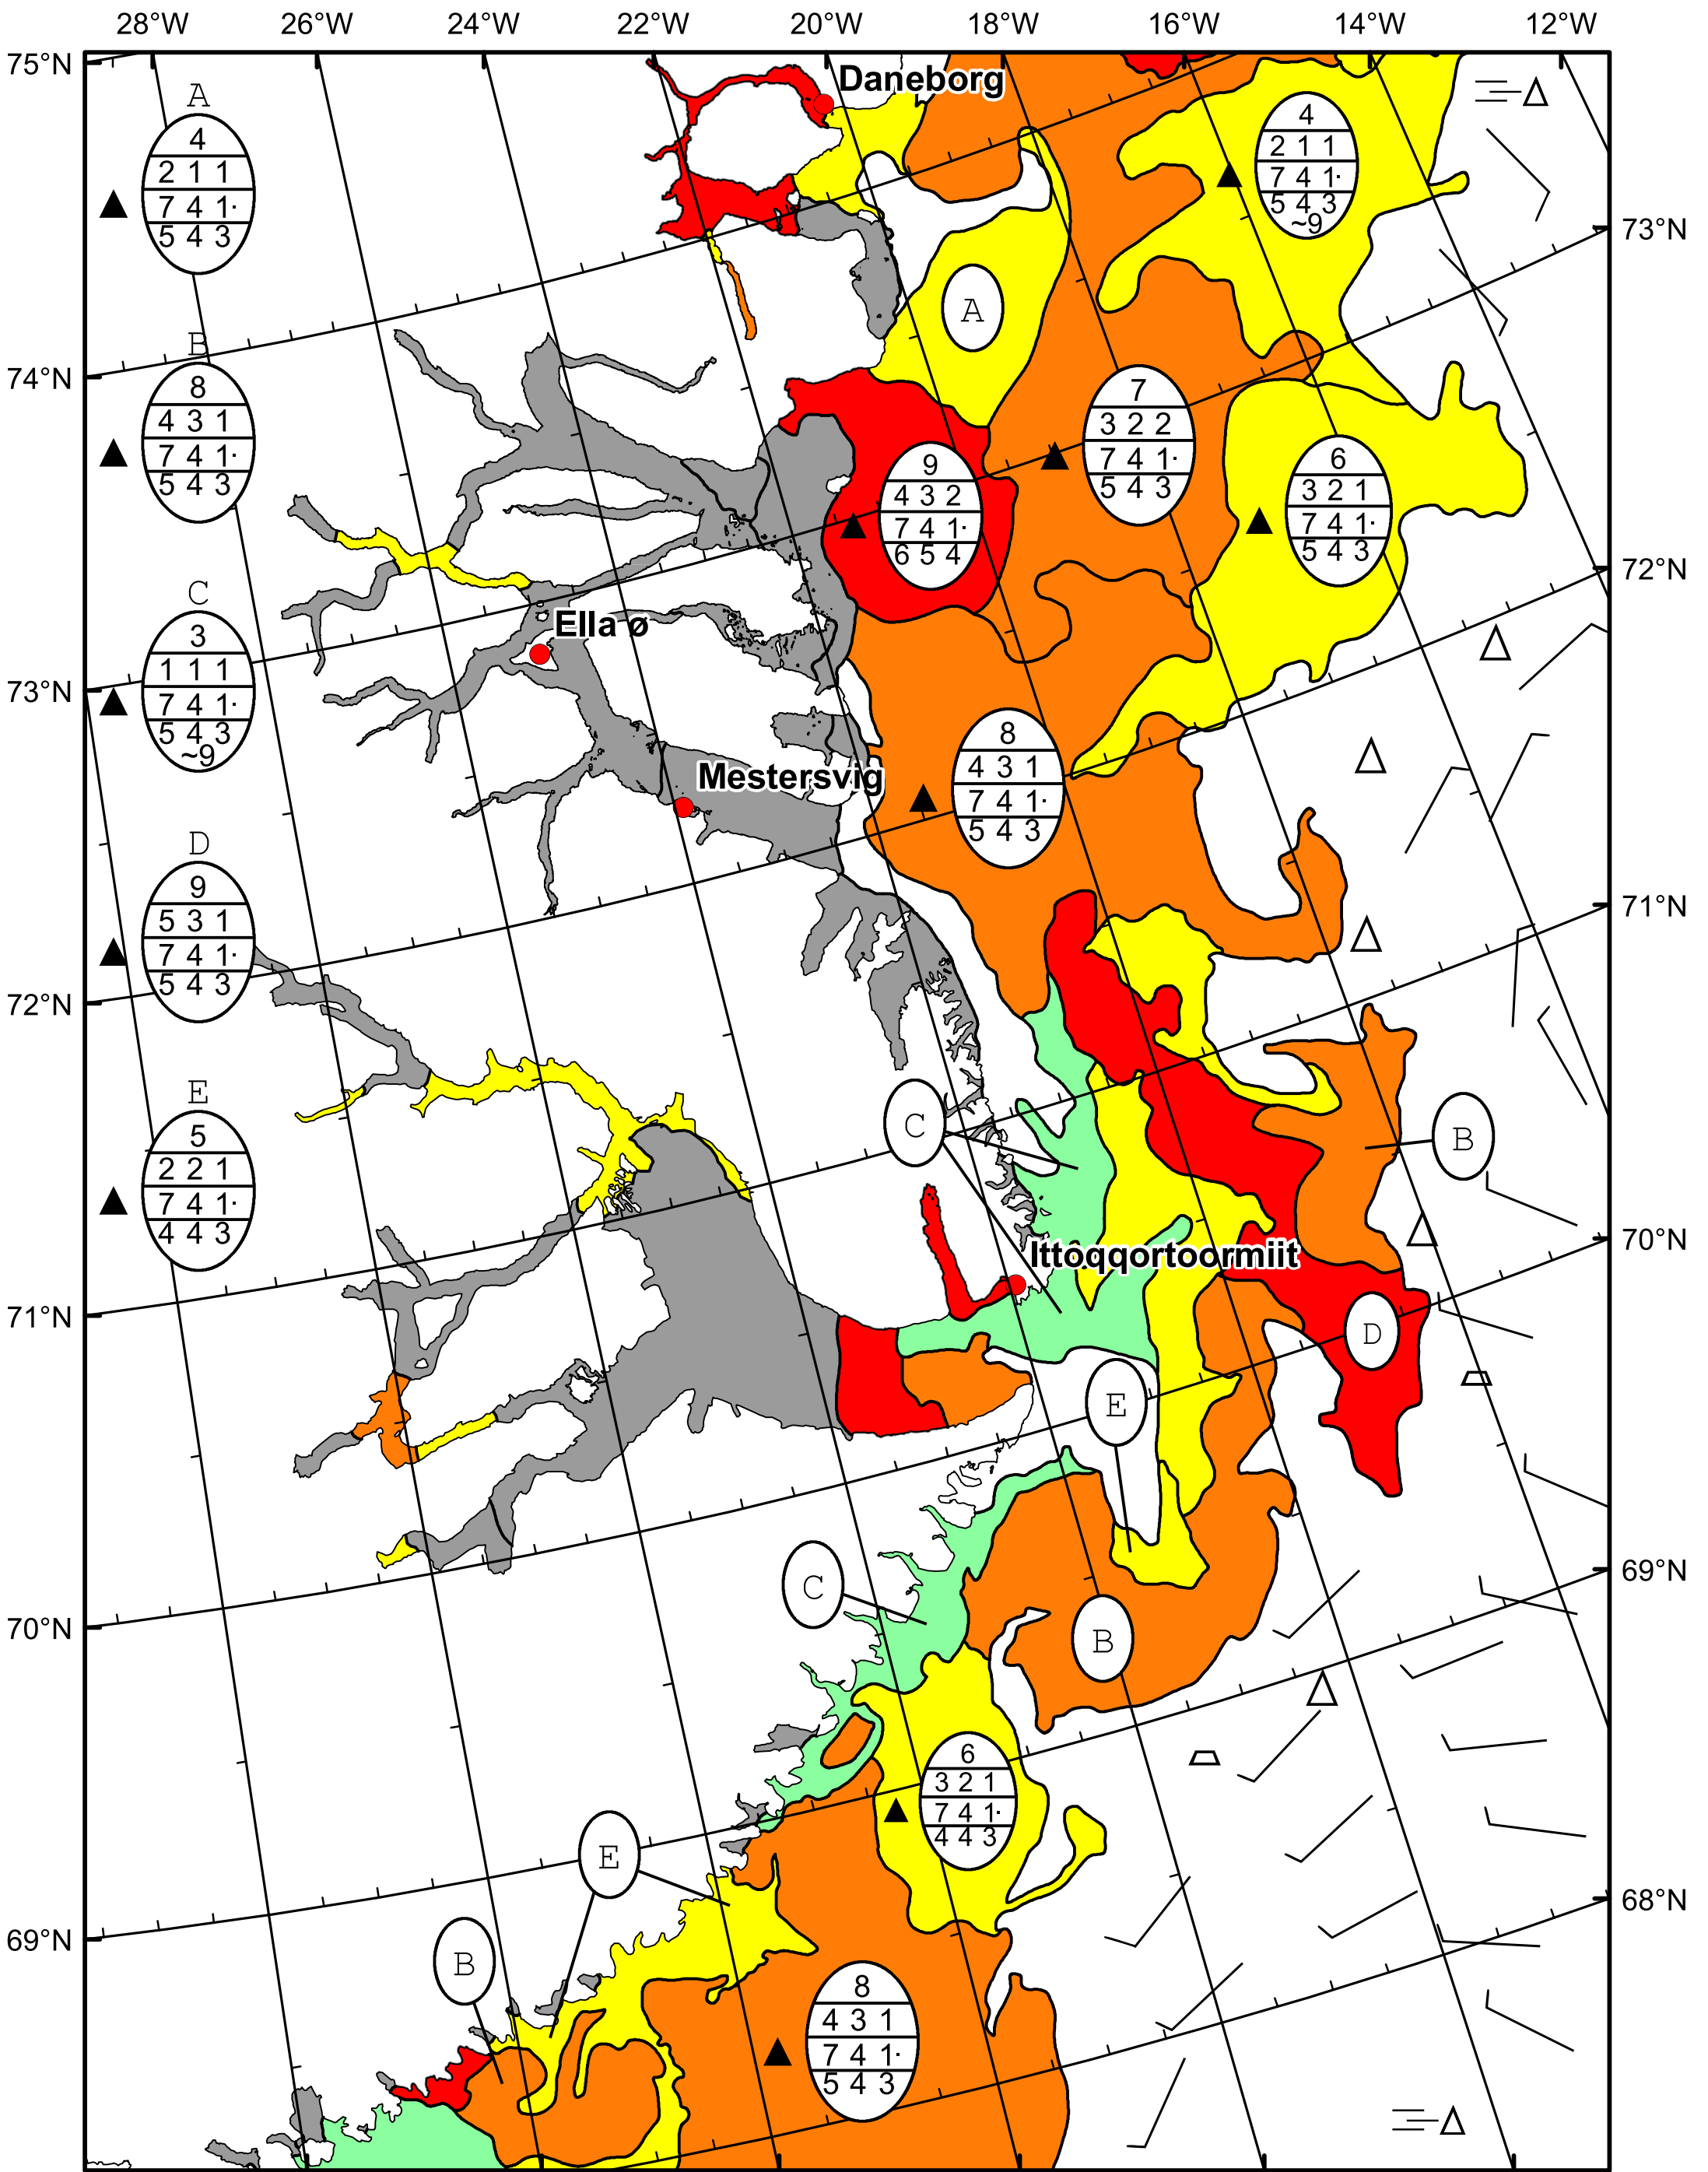 28°W 26°W 24°W 22°W 20°W 18°W 16°W 14°W 12°W
75°N
Daneborg
A
4
2 1 1
7 4 1·
5 4 3
4
2 1 1
7 4 1·
5 4 3
~9
73°N
A
B
8
4 3 1
7 4 1·
5 4 3
74°N
7
3 2 2
7 4 1·
5 4 3
9
4 3 2
7 4 1·
6 5 4
6
3 2 1
7 4 1·
5 4 3
72°N
C
3
1 1 1
7 4 1·
5 4 3
~9
Ella ø
73°N
Mestersvig
8
4 3 1
7 4 1·
5 4 3
D
9
5 3 1
7 4 1·
5 4 3
71°N
72°N
E
5
2 2 1
7 4 1·
4 4 3
C
B
70°N
Ittoqqortoormiit
71°N
D
E
69°N
C
70°N
B
6
3 2 1
7 4 1·
4 4 3
E
68°N
69°N
B
8
4 3 1
7 4 1·
5 4 3